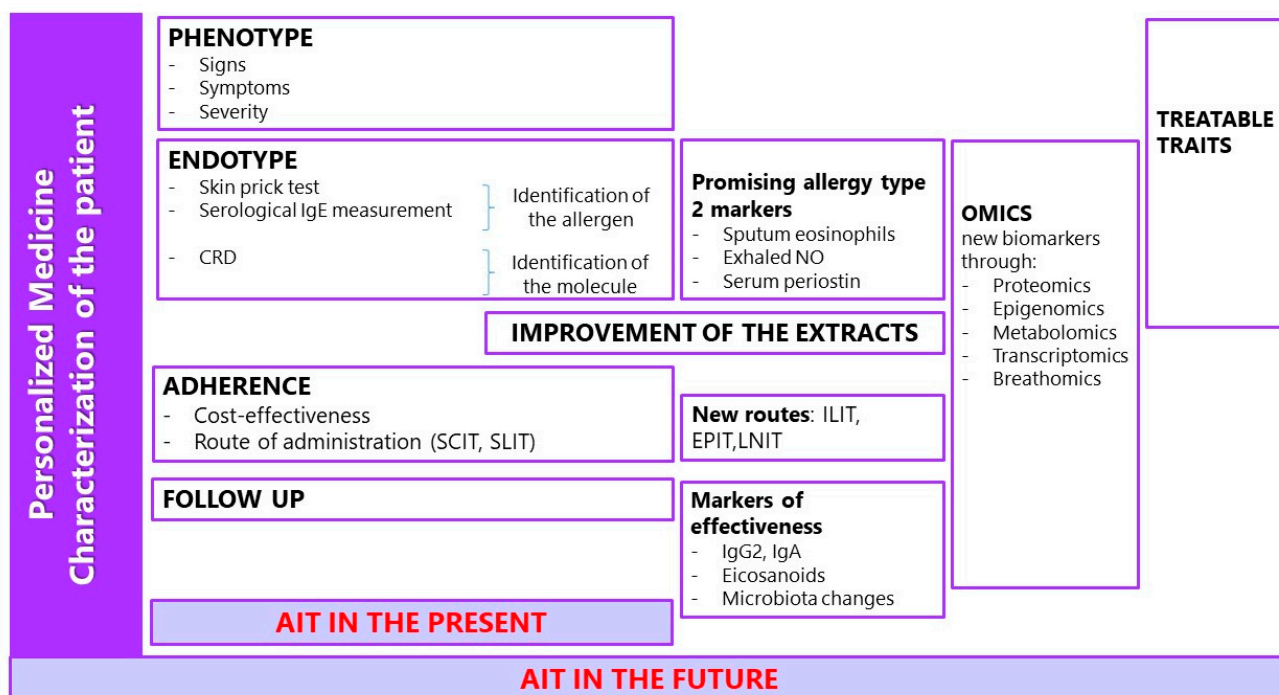 Personalized Medicine
Characterization of the patient
PHENOTYPE
- Signs
- Symptoms
- Severity
ENDOTYPE
- Skin prick test
- Serological IgE measurement
Identification of
the allergen
- CRD
Identification of
the molecule
Promising allergy type
2 markers
- Sputum eosinophils
- Exhaled NO
- Serum periostin
OMICS
new biomarkers
through:
- Proteomics
- Epigenomics
- Metabolomics
- Transcriptomics
- Breathomics
TREATABLE
TRAITS
IMPROVEMENT OF THE EXTRACTS
ADHERENCE
- Cost-effectiveness
- Route of administration (SCIT, SLIT)
New routes: ILIT,
EPIT,LNIT
FOLLOW UP
Markers of
effectiveness
- IgG2, IgA
- Eicosanoids
- Microbiota changes
AIT IN THE PRESENT
AIT IN THE FUTURE